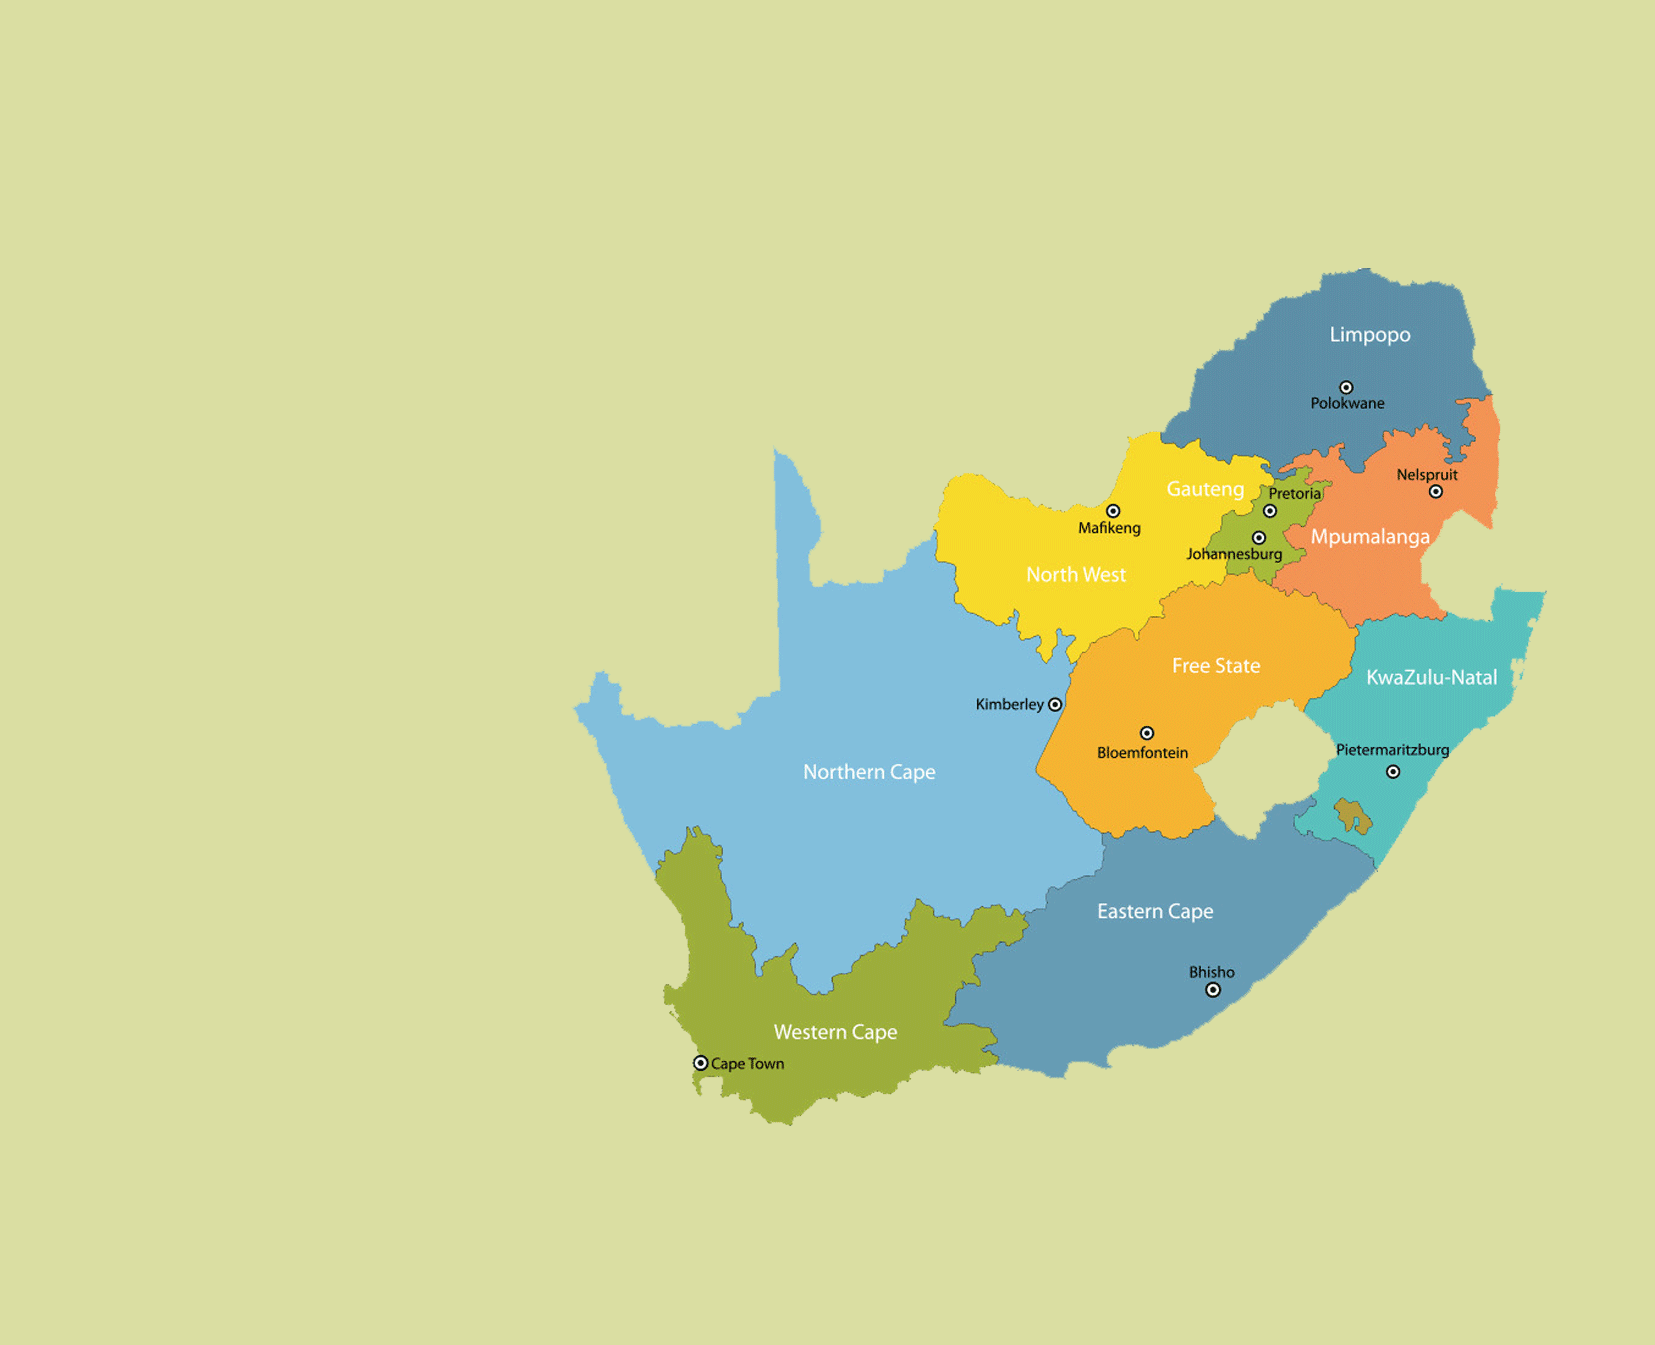 Limpopo
Polokwane
Nelspruit
Gauteng
Pretoria
Mafikeng
Mpumalanga
Johannesburg
North West
Free State
KwaZulu-Natal
Kimberley
Bloemfontein
Pietermaritzburg
Northern Cape
Eastern Cape
Bhisho
Western Cape
Cape Town